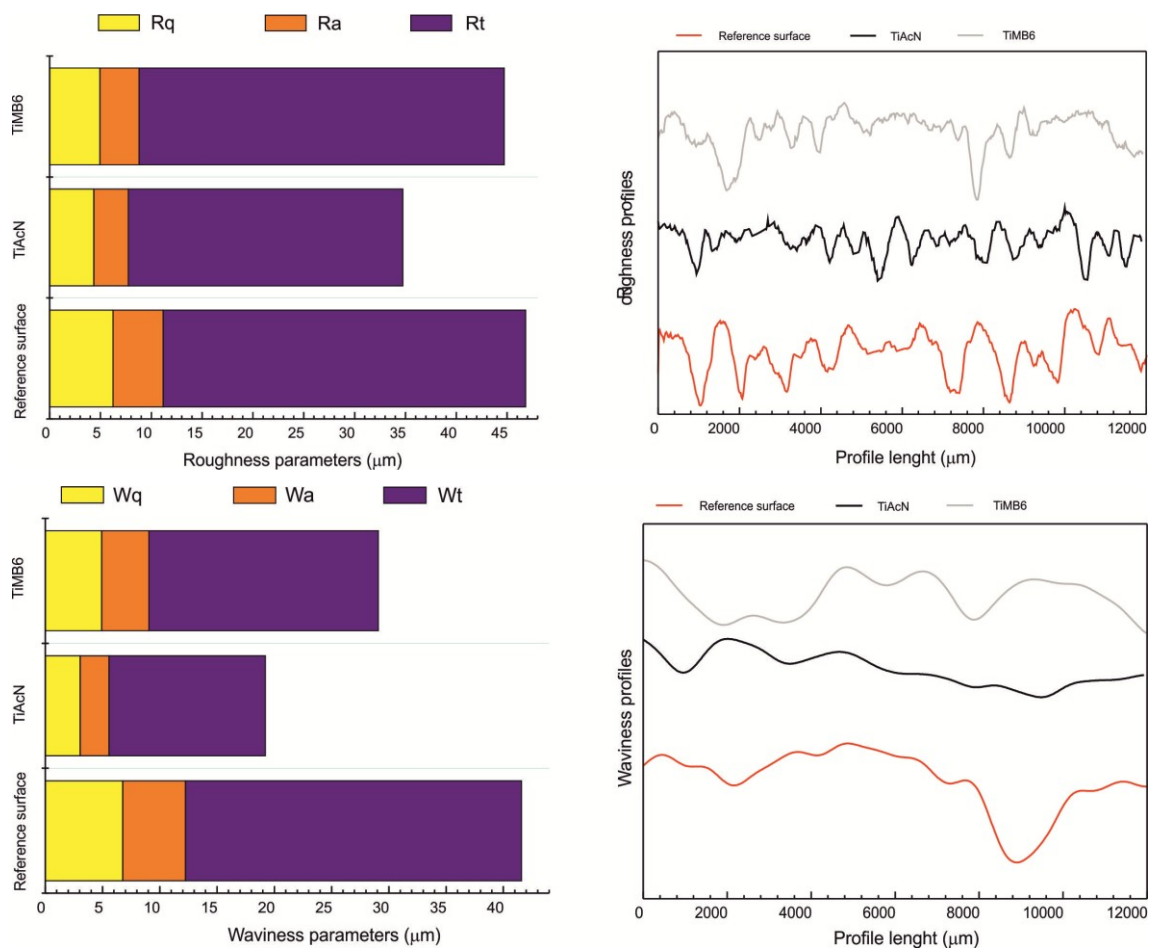 Rq Ra Rt
TiMB6
TiAcN
Reference surface
0 5 10 15 20 25 30 35 40 45
Roughness parameters (μm)
Reference surface TiAcN TiMB6
Roughness profiles
0 2000 4000 6000 8000 10000 12000
Profile lenght (μm)
Wq Wa Wt
TiMB6
TiAcN
Reference surface
0 5 10 15 20 25 30 35 40
Waviness parameters (μm)
Reference surface TiAcN TiMB6
Waviness profiles
0 2000 4000 6000 8000 10000 12000
Profile lenght (μm)